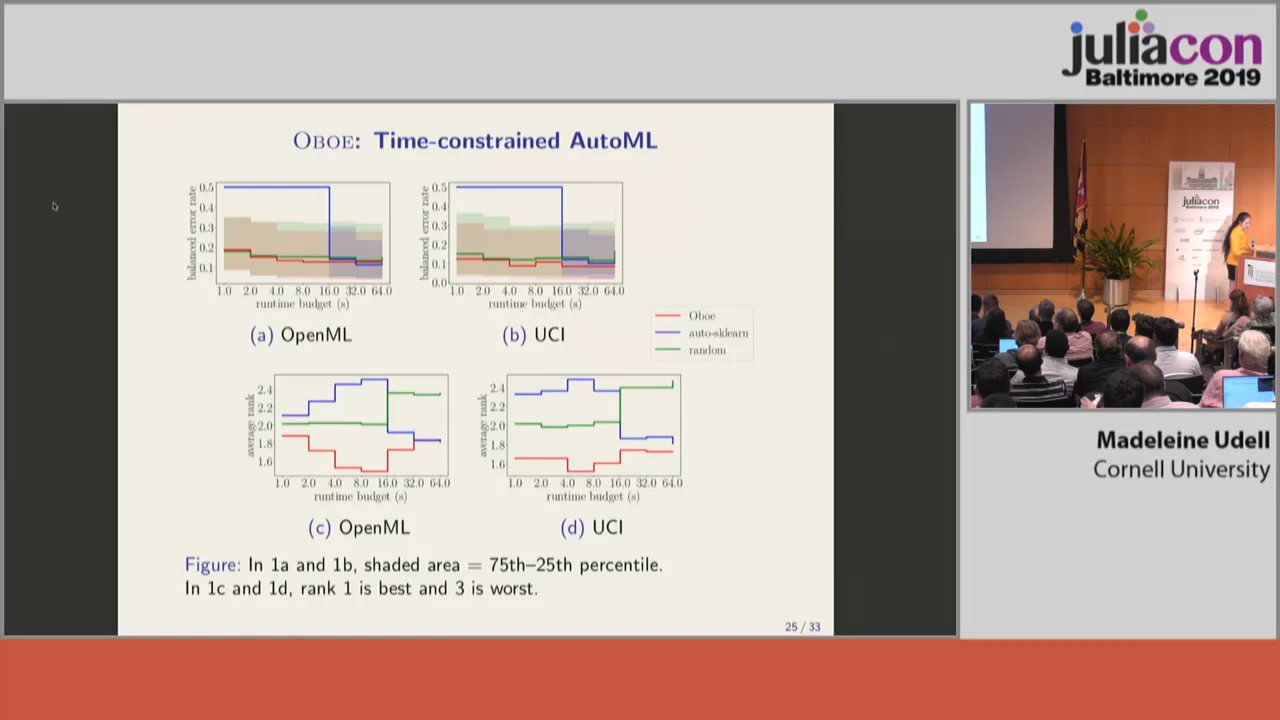 juliacon
Baltimore 2019
OBOE: Time-constrained AutoML
balanced error rate
0.5
0.4
0.3
0.2
0.1
1.0 2.0 4.0 8.0 16.0 32.0 64.0
runtime budget (s)
(a) OpenML
balanced error rate
0.5
0.4
0.3
0.2
0.1
0.0
1.0 2.0 4.0 8.0 16.0 32.0 64.0
runtime budget (s)
(b) UCI
Oboe
auto-sklearn
random
average rank
2.4
2.2
2.0
1.8
1.6
1.0 2.0 4.0 8.0 16.0 32.0 64.0
runtime budget (s)
(c) OpenML
average rank
2.4
2.2
2.0
1.8
1.6
1.0 2.0 4.0 8.0 16.0 32.0 64.0
runtime budget (s)
(d) UCI
Figure: In 1a and 1b, shaded area = 75th–25th percentile.
In 1c and 1d, rank 1 is best and 3 is worst.
25 / 33
juliacon
Baltimore 2019
Madeleine Udell
Cornell University